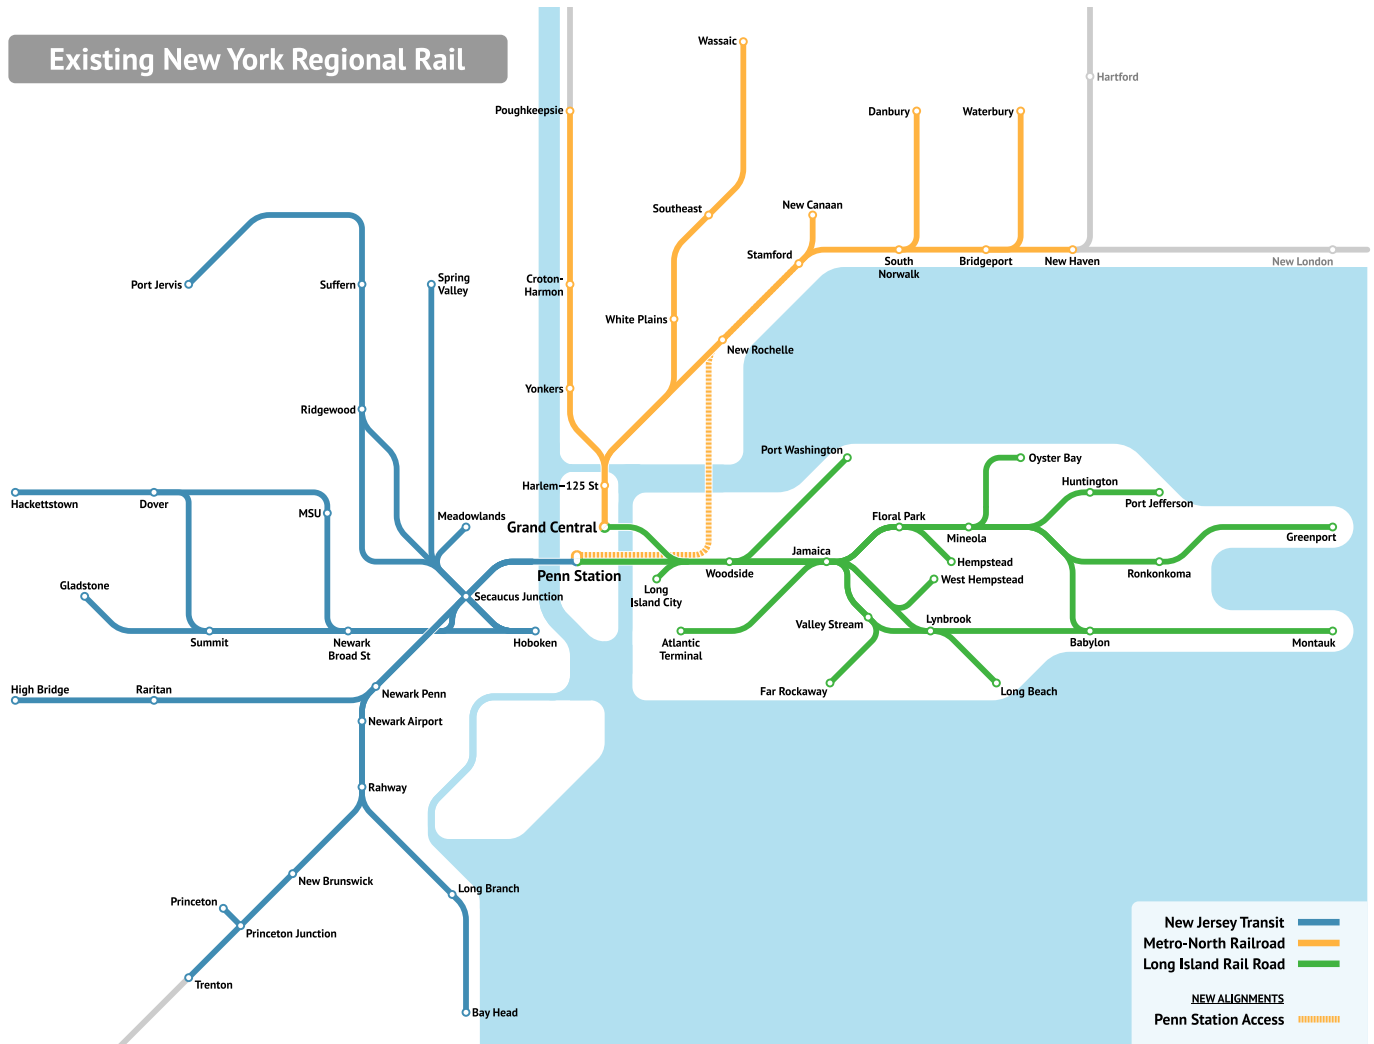 Existing New York Regional Rail
Wassaic
Hartford
Poughkeepsie
Danbury
Waterbury
Southeast
New Canaan
Stamford
South
Norwalk
Bridgeport
New Haven
New London
Port Jervis
Suffern
Spring
Valley
Croton-
Harmon
White Plains
New Rochelle
Yonkers
Ridgewood
Port Washington
Oyster Bay
Harlem–125 St
Huntington
Port Jefferson
Hackettstown
Dover
MSU
Meadowlands
Grand Central
Floral Park
Mineola
Greenport
Jamaica
Penn Station
Woodside
Hempstead
West Hempstead
Ronkonkoma
Long
Island City
Gladstone
Secaucus Junction
Summit
Newark
Broad St
Hoboken
Atlantic
Terminal
Valley Stream
Lynbrook
Babylon
Montauk
High Bridge
Raritan
Newark Penn
Far Rockaway
Long Beach
Newark Airport
Rahway
New Brunswick
Long Branch
Princeton
Princeton Junction
Trenton
Bay Head
New Jersey Transit
Metro-North Railroad
Long Island Rail Road
NEW ALIGNMENTS
Penn Station Access